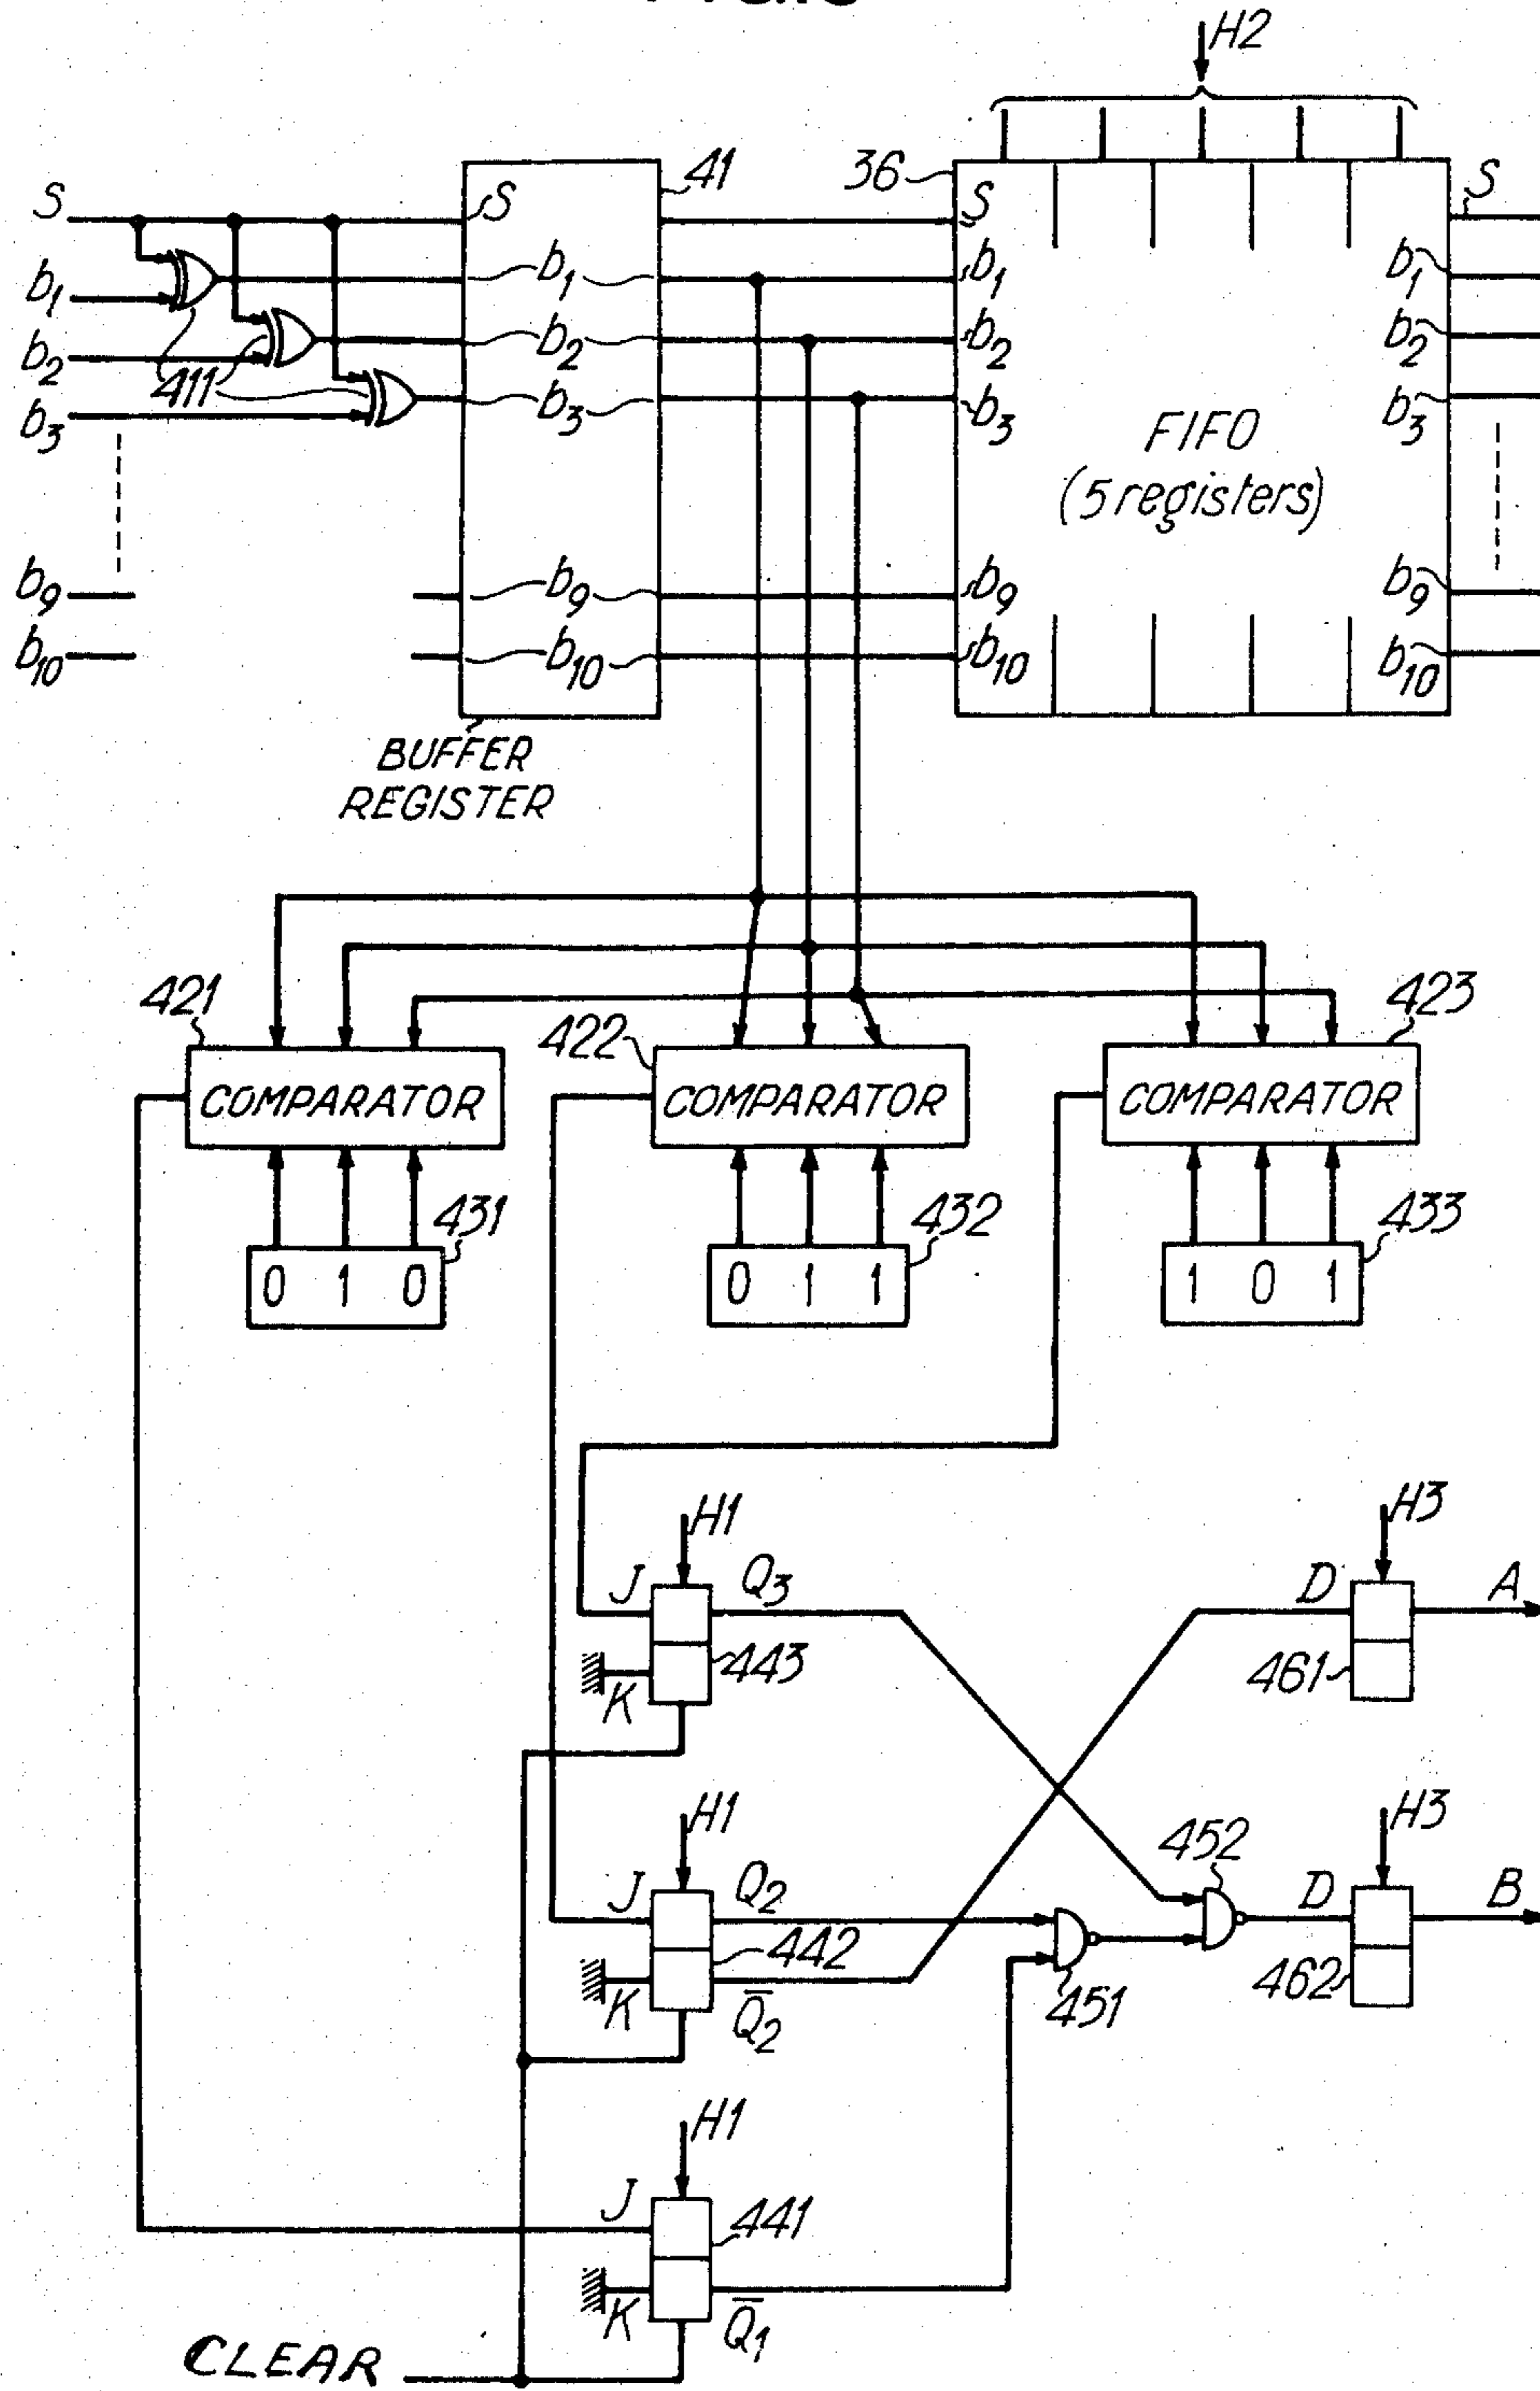 H2
S
S
41
36
S
S
b1
b1
b1
b1
b2
b2
b2
b2
411
b3
b3
b3
b3
FIFO
(5 registers)
b9
b9
b9
b9
b10
b10
b10
b10
BUFFER
REGISTER
421
422
423
COMPARATOR
COMPARATOR
COMPARATOR
431
432
433
0 1 0
0 1 1
1 0 1
H1
H3
J
Q3
D
A
443
461
K
H1
H3
452
J
Q2
D
B
442
451
462
K
Q̅2
H1
J
441
K
Q̅1
CLEAR